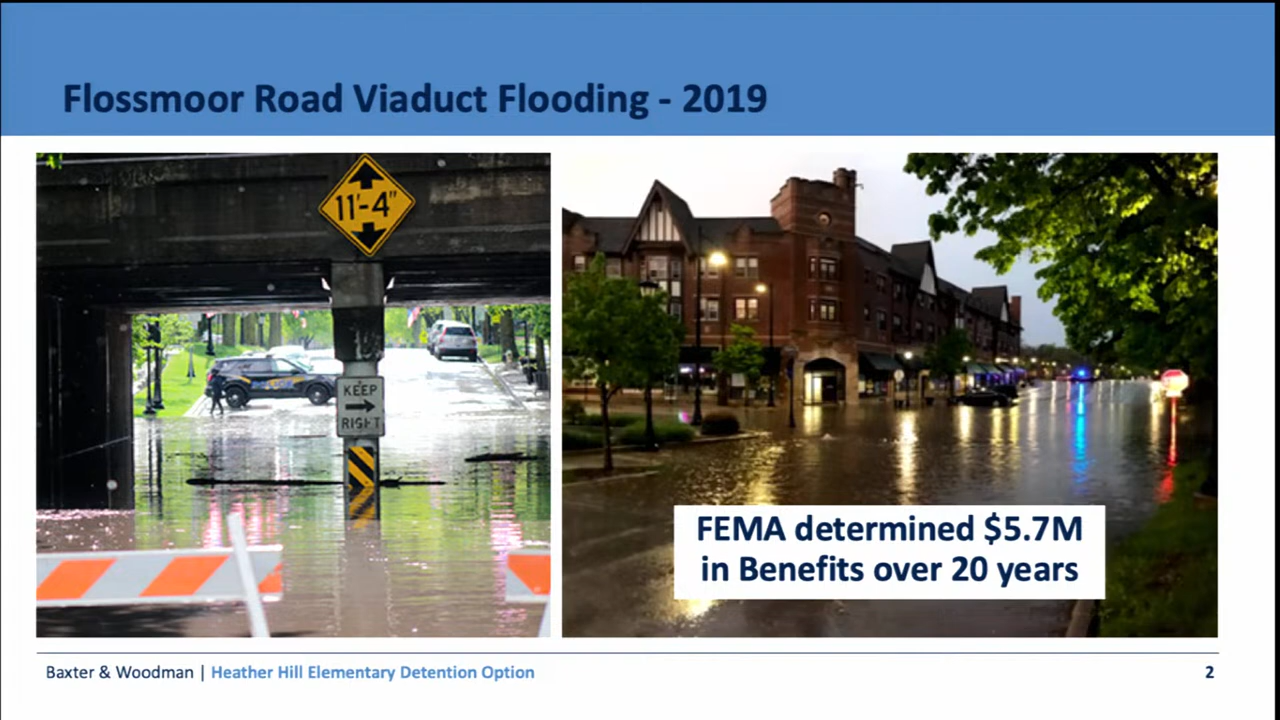 Flossmoor Road Viaduct Flooding - 2019
11'-4"
KEEP
RIGHT
FEMA determined $5.7M
in Benefits over 20 years
Baxter & Woodman | Heather Hill Elementary Detention Option
2